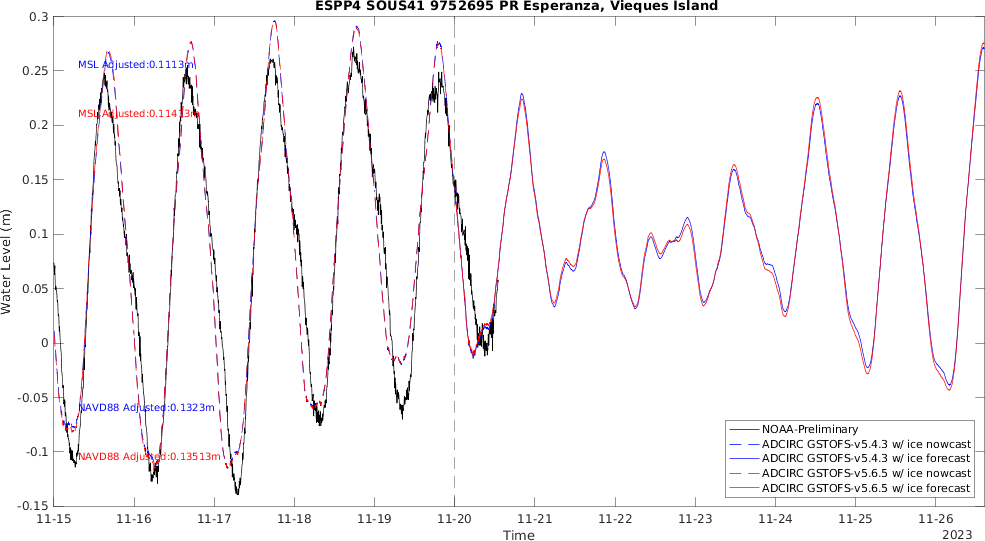 ESPP4 SOUS41 9752695 PR Esperanza, Vieques Island
0.3
0.25
0.2
0.15
0.1
0.05
0
-0.05
-0.1
-0.15
Water Level (m)
MSL Adjusted:0.1113m
MSL Adjusted:0.11413m
NAVD88 Adjusted:0.1323m
NAVD88 Adjusted:0.13513m
NOAA-Preliminary
ADCIRC GSTOFS-v5.4.3 w/ ice nowcast
ADCIRC GSTOFS-v5.4.3 w/ ice forecast
ADCIRC GSTOFS-v5.6.5 w/ ice nowcast
ADCIRC GSTOFS-v5.6.5 w/ ice forecast
11-15 11-16 11-17 11-18 11-19 11-20 11-21 11-22 11-23 11-24 11-25 11-26
Time
2023